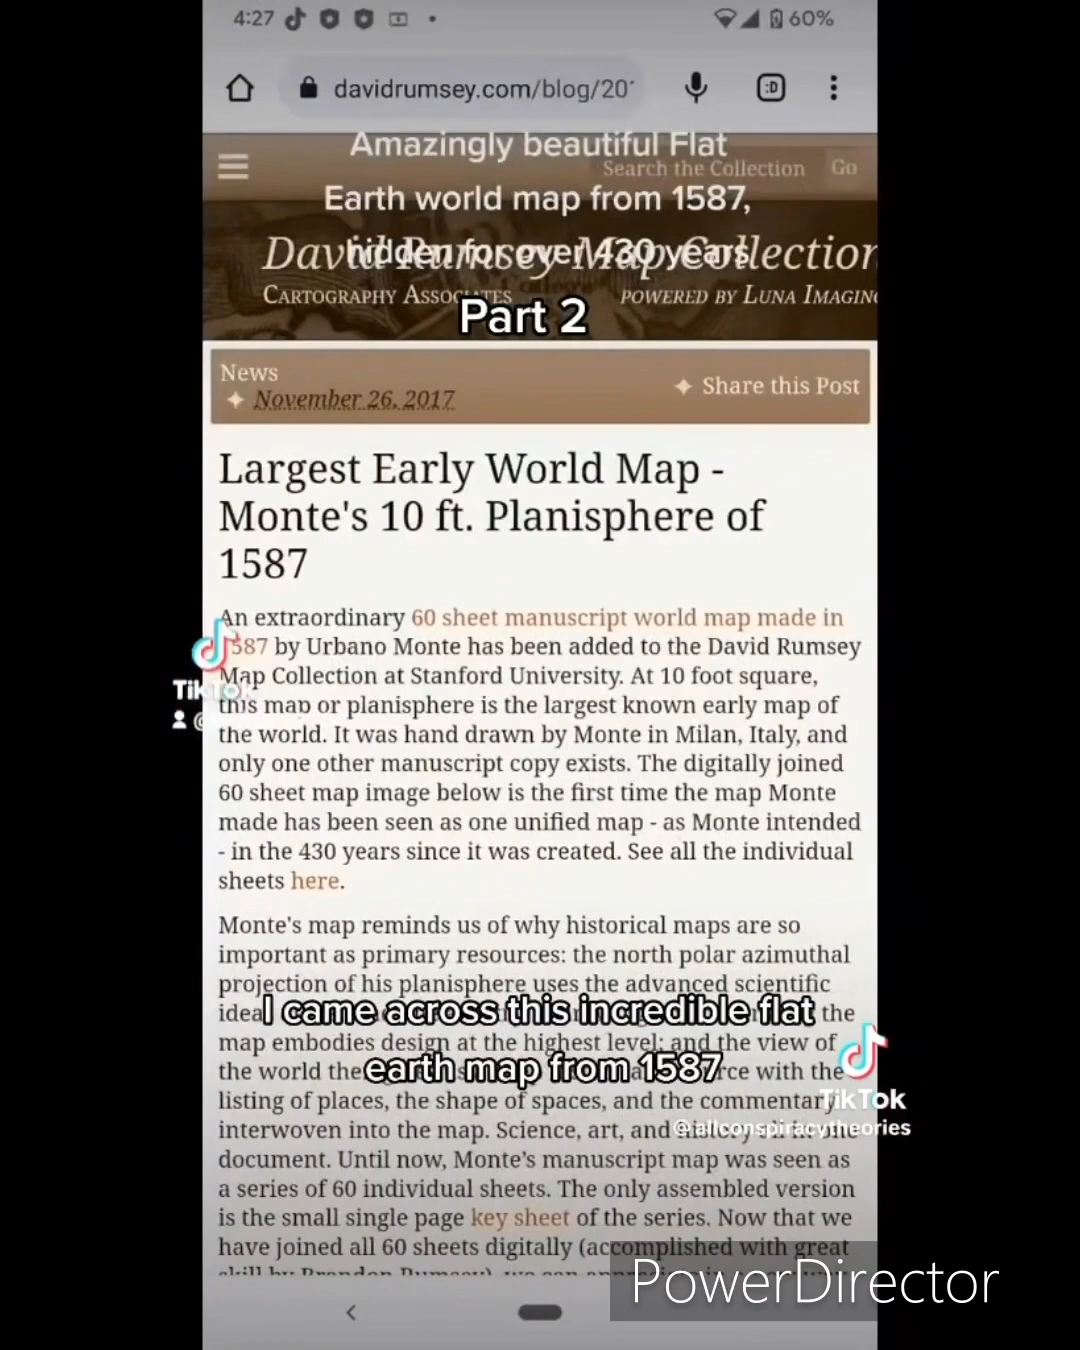 4:27
60%
davidrumsey.com/blog/201
:D
Amazingly beautiful Flat
Search the Collection Go
Earth world map from 1587,
hidden for over 430 years
David Rumsey Map Collection
CARTOGRAPHY ASSOCIATES
POWERED BY LUNA IMAGING
Part 2
News
November 26, 2017
Share this Post
Largest Early World Map -
Monte's 10 ft. Planisphere of
1587
An extraordinary 60 sheet manuscript world map made in
1587 by Urbano Monte has been added to the David Rumsey
Map Collection at Stanford University. At 10 foot square,
this map or planisphere is the largest known early map of
the world. It was hand drawn by Monte in Milan, Italy, and
only one other manuscript copy exists. The digitally joined
60 sheet map image below is the first time the map Monte
made has been seen as one unified map - as Monte intended
- in the 430 years since it was created. See all the individual
sheets here.
TikTok
@
Monte's map reminds us of why historical maps are so
important as primary resources: the north polar azimuthal
projection of his planisphere uses the advanced scientific
the
I came across this incredible flat
map embodies design at the highest level; and the view of
the world with the
earth map from 1587
listing of places, the shape of spaces, and the commentary
interwoven into the map. Science, art, and history all in one
document. Until now, Monte's manuscript map was seen as
a series of 60 individual sheets. The only assembled version
is the small single page key sheet of the series. Now that we
have joined all 60 sheets digitally (accomplished with great
TikTok
@allconspiracytheories
PowerDirector